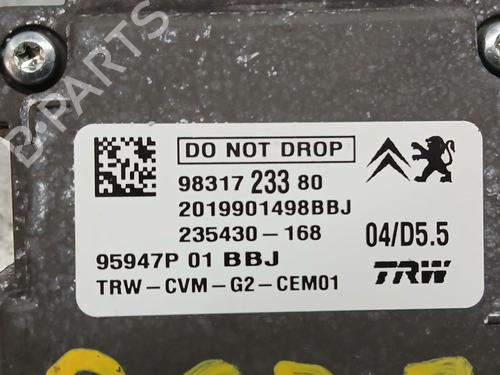 B-PARTS
DO NOT DROP
98317 233 80
2019901498BBJ
235430-168
04/D5.5
95947P 01 BBJ
TRW
TRW-CVM-G2-CEM01